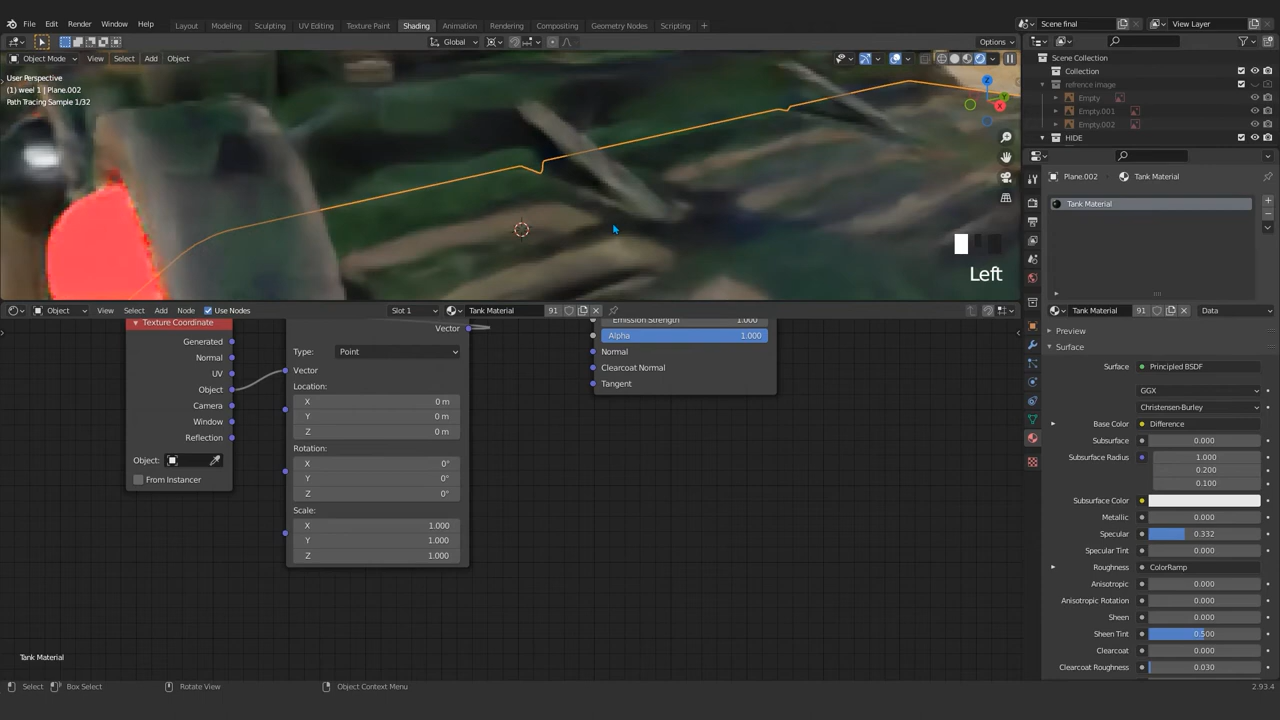 File Edit Render Window Help Layout Modeling Sculpting UV Editing Texture Paint Shading Animation Rendering Compositing Geometry Nodes Scripting + Scene final View Layer
Global Options
Object Mode View Select Add Object
User Perspective
(1) weel 1 | Plane.002
Path Tracing Sample 1/32
Z
Y
X
Left
Scene Collection
Collection
refrence image
Empty
Empty.001
Empty.002
HIDE
Plane.002 Tank Material
Tank Material
Tank Material 91 Data
Preview
Surface
Surface Principled BSDF
GGX
Christensen-Burley
Base Color Difference
Subsurface 0.000
Subsurface Radius 1.000
0.200
0.100
Subsurface Color
Metallic 0.000
Specular 0.332
Specular Tint 0.000
Roughness ColorRamp
Anisotropic 0.000
Anisotropic Rotation 0.000
Sheen 0.000
Sheen Tint 0.500
Clearcoat 0.000
Clearcoat Roughness 0.030
Object View Select Add Node Use Nodes Slot 1 Tank Material 91
Texture Coordinate
Generated
Normal
UV
Object
Camera
Window
Reflection
Object:
From Instancer
Vector
Type: Point
Vector
Location:
X 0 m
Y 0 m
Z 0 m
Rotation:
X 0°
Y 0°
Z 0°
Scale:
X 1.000
Y 1.000
Z 1.000
Emission Strength 1.000
Alpha 1.000
Normal
Clearcoat Normal
Tangent
Tank Material
Select Box Select Rotate View Object Context Menu 2.93.4